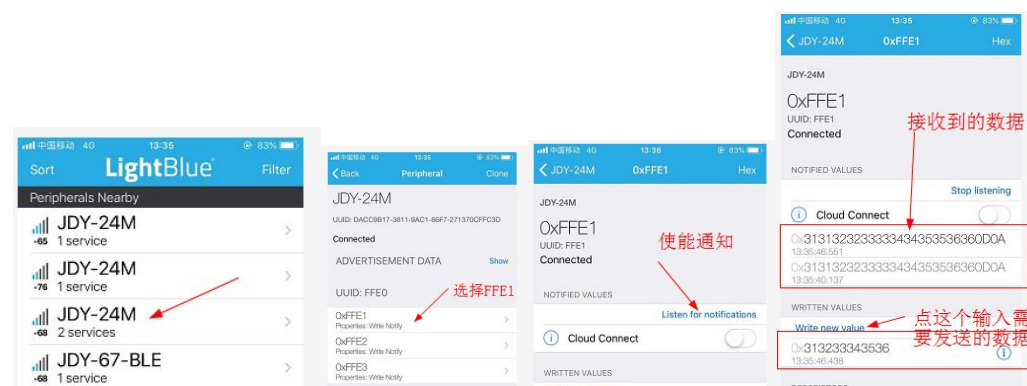 中国移动 4G 13:35 83%
Sort LightBlue Filter
Peripherals Nearby
JDY-24M
-65 1 service
JDY-24M
-76 1 service
JDY-24M
-68 2 services
JDY-67-BLE
-68 1 service
中国移动 4G 13:36 83%
Back Peripheral Clone
JDY-24M
UUID: DACC9B17-3811-9AC1-86F7-271370CFFC3D
Connected
ADVERTISEMENT DATA Show
UUID: FFE0
选择FFE1
0xFFE1
Properties: Write Notify
0xFFE2
Properties: Write Notify
0xFFE3
Properties: Write Notify
中国移动 4G 13:36 83%
JDY-24M 0xFFE1 Hex
JDY-24M
0xFFE1
UUID: FFE1
Connected
使能通知
NOTIFIED VALUES
Listen for notifications
Cloud Connect
WRITTEN VALUES
中国移动 4G 13:35 83%
JDY-24M 0xFFE1 Hex
JDY-24M
0xFFE1
UUID: FFE1
Connected
接收到的数据
NOTIFIED VALUES
Stop listening
Cloud Connect
0x3131323233333434353536360D0A
13:35:46.551
0x3131323233333434353536360D0A
13:35:40.137
WRITTEN VALUES
Write new value
点这个输入需
要发送的数据
0x313233343536
13:35:46.438